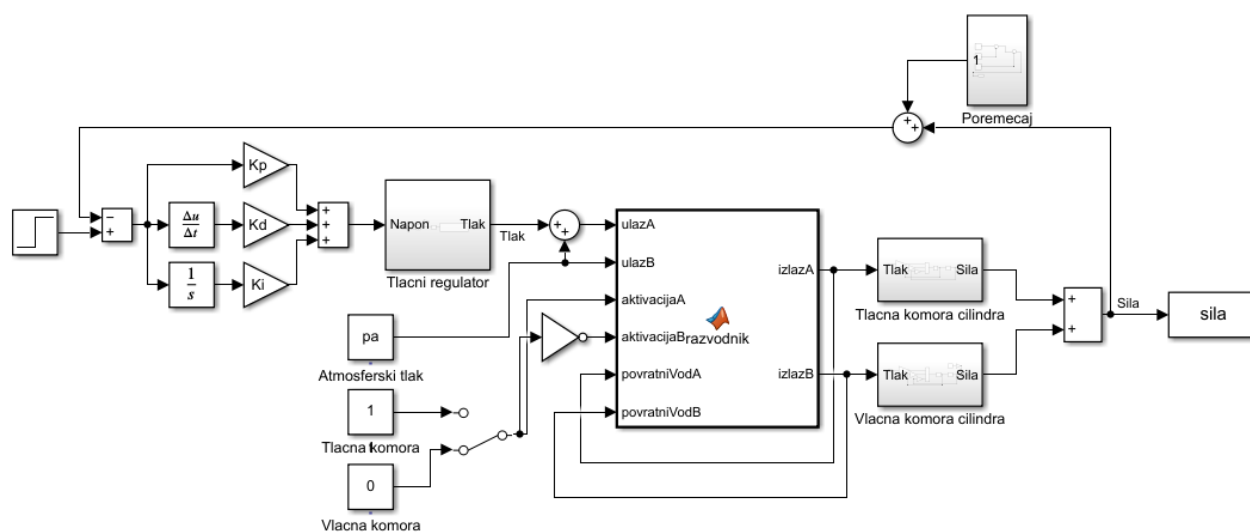 1
Poremecaj
+
+
Kp
−
+
Δu
Δt
Kd
1
s
Ki
+
+
+
Napon
Tlak
Tlacni regulator
Tlak
+
+
ulazA
ulazB
aktivacijaA
aktivacijaB
povratniVodA
povratniVodB
razvodnik
izlazA
izlazB
Tlak
Sila
Tlacna komora cilindra
Tlak
Sila
Vlacna komora cilindra
+
+
Sila
sila
pa
Atmosferski tlak
1
Tlacna komora
0
Vlacna komora